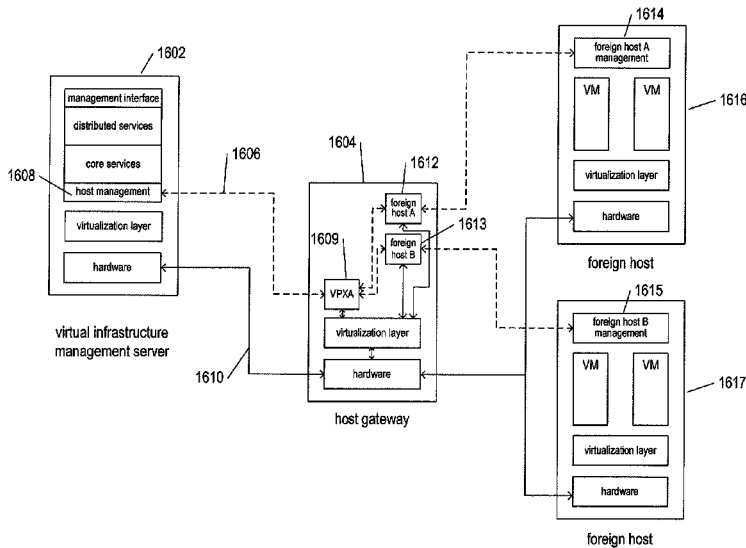 1602
management interface
distributed services
core services
1608
host management
virtualization layer
hardware
virtual infrastructure
management server
1606
1610
1604
1612
foreign
host A
1613
foreign
host B
1609
VPXA
virtualization layer
hardware
host gateway
1614
foreign host A
management
VM
VM
1616
virtualization layer
hardware
foreign host
1615
foreign host B
management
VM
VM
1617
virtualization layer
hardware
foreign host